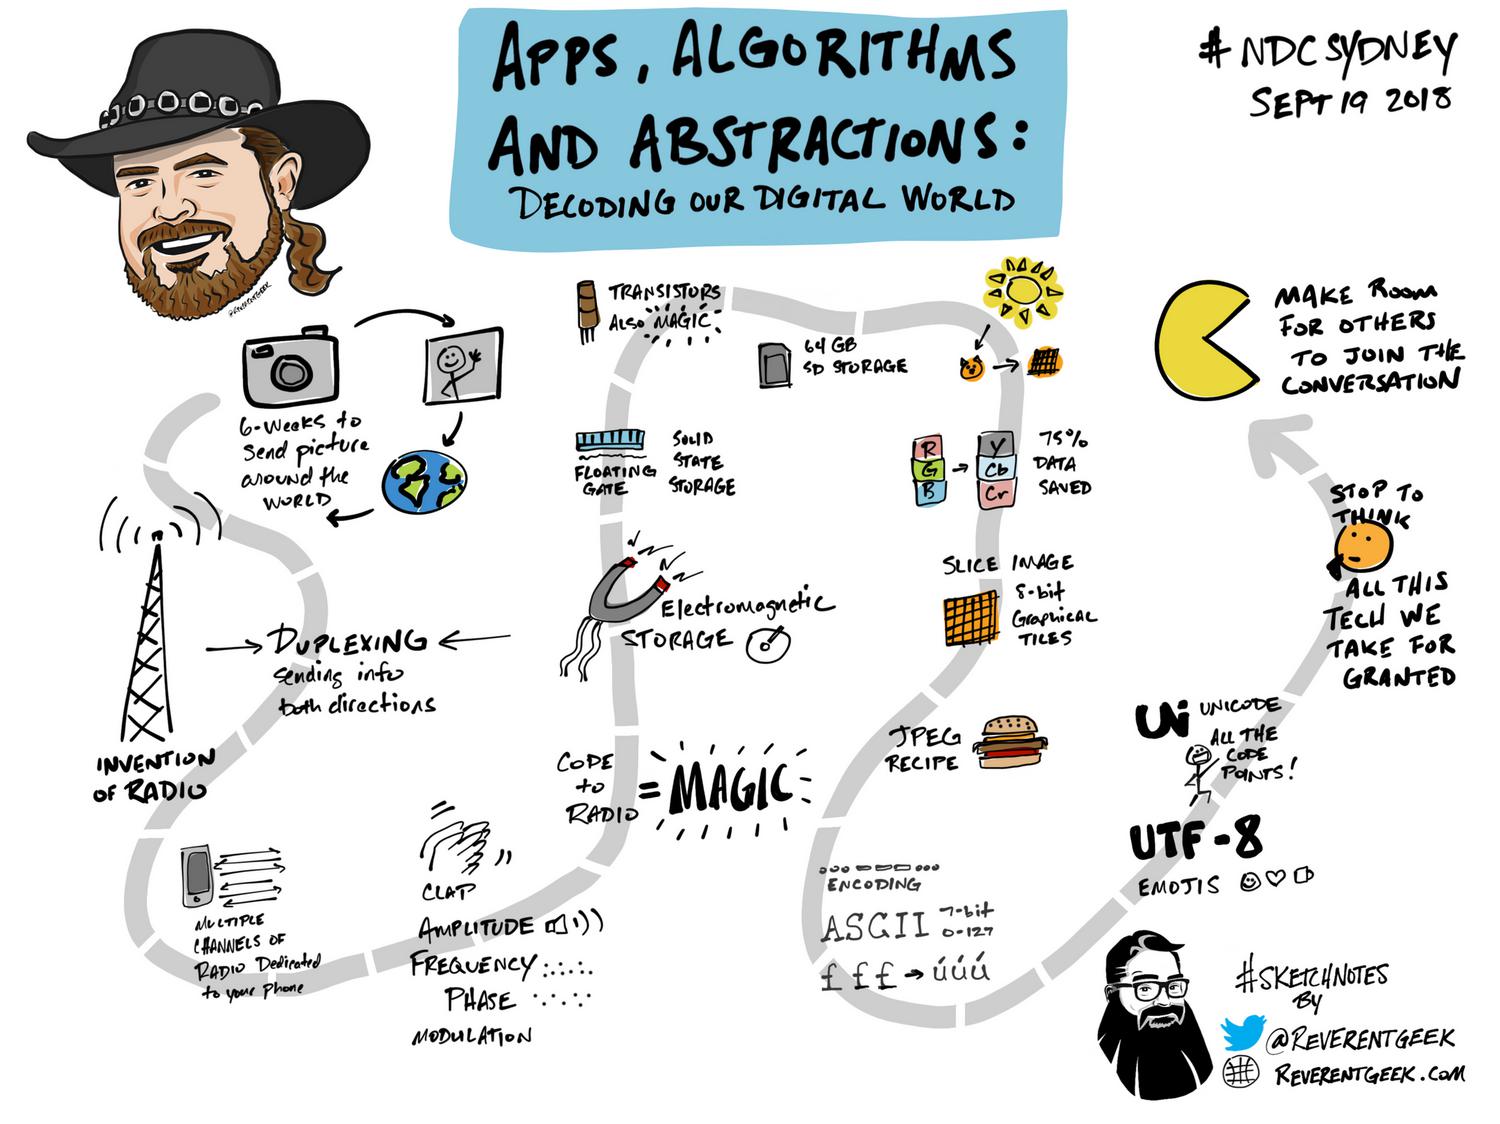 APPS, ALGORITHMS
AND ABSTRACTIONS:
DECODING OUR DIGITAL WORLD
# NDCSYDNEY
SEPT 19 2018
@REVERENTGEEK
6-weeks to
Send picture
around the
WORLD
INVENTION
OF RADIO
DUPLEXING
sending info
both directions
MULTIPLE
CHANNELS OF
RADIO Dedicated
to your phone
CLAP
AMPLITUDE
FREQUENCY
PHASE
MODULATION
CODE
to
RADIO
= MAGIC
Electromagnetic
STORAGE
FLOATING
GATE
SOLID
STATE
STORAGE
TRANSISTORS
ALSO MAGIC
64 GB
SD STORAGE
R
G
B
Y
Cb
Cr
75%
DATA
SAVED
SLICE IMAGE
8-bit
Graphical
TILES
JPEG
RECIPE
ENCODING
ASCII 7-bit
0-127
£ £ £ → úúú
UTF-8
EMOJIS
Uni UNICODE
ALL THE
CODE
POINTS!
STOP TO
THINK
ALL THIS
TECH WE
TAKE FOR
GRANTED
MAKE ROOM
FOR OTHERS
TO JOIN THE
CONVERSATION
#SKETCHNOTES
BY
@REVERENTGEEK
REVERENTGEEK.COM